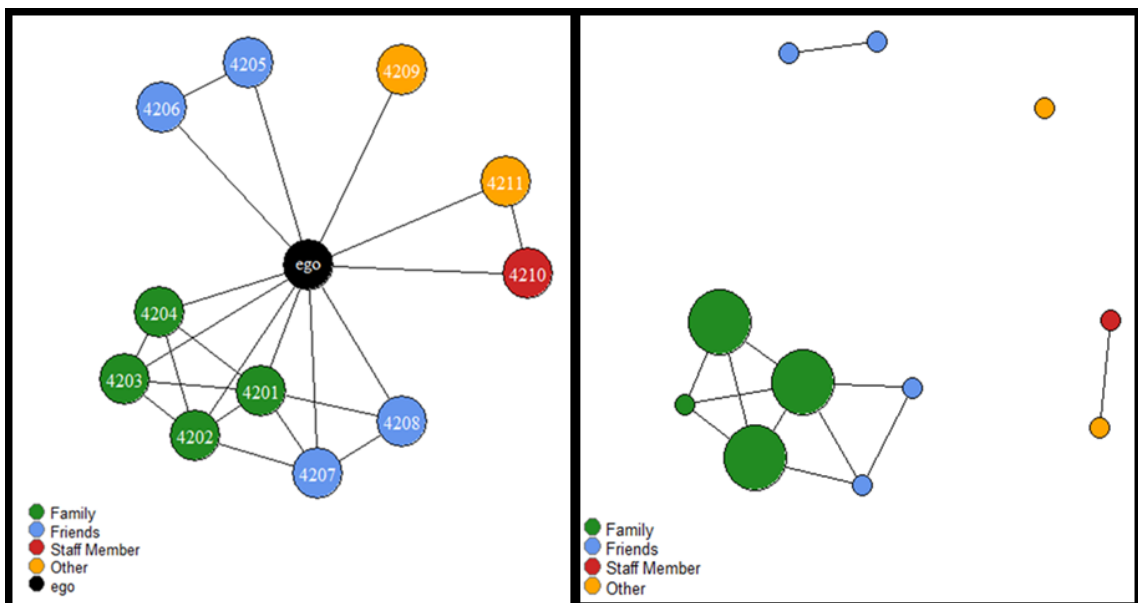 4205
4209
4206
4211
ego
4210
4204
4203
4201
4208
4202
4207
Family
Friends
Staff Member
Other
ego
Family
Friends
Staff Member
Other